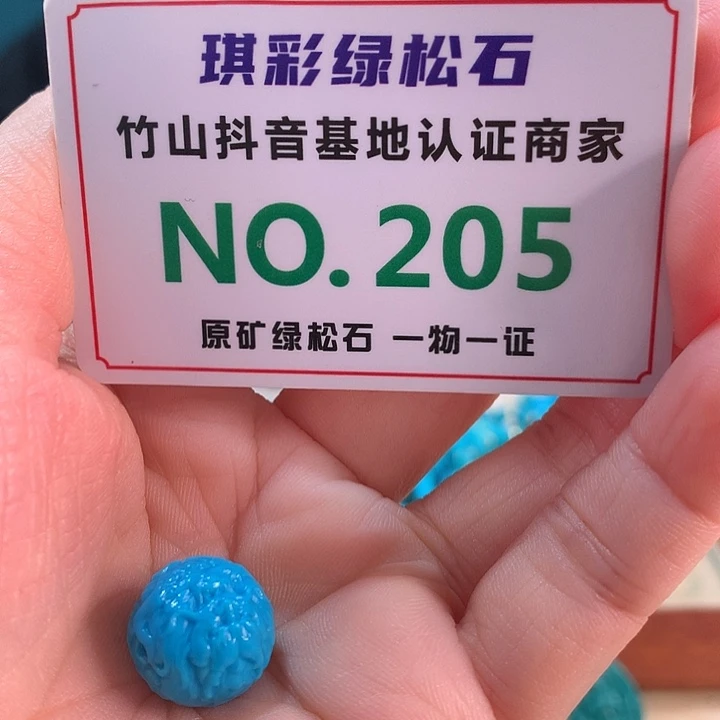 琪彩绿松石
竹山抖音基地认证商家
NO.205
原矿绿松石 一物一证